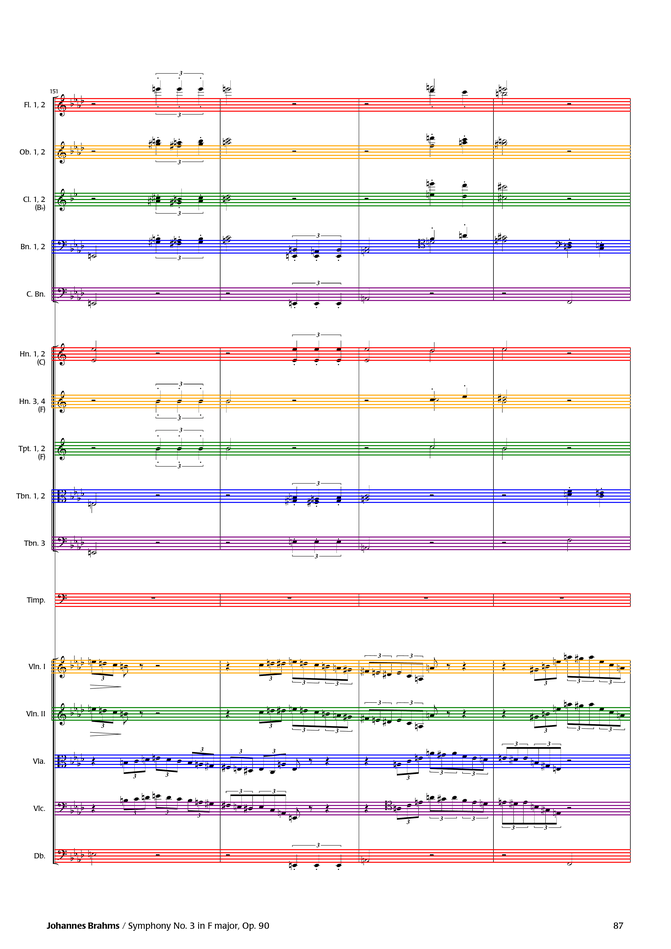 151
Fl. 1, 2
Ob. 1, 2
Cl. 1, 2
(B♭)
Bn. 1, 2
C. Bn.
Hn. 1, 2
(C)
Hn. 3, 4
(F)
Tpt. 1, 2
(F)
Tbn. 1, 2
Tbn. 3
Timp.
Vln. I
Vln. II
Vla.
Vlc.
Db.
Johannes Brahms / Symphony No. 3 in F major, Op. 90
87